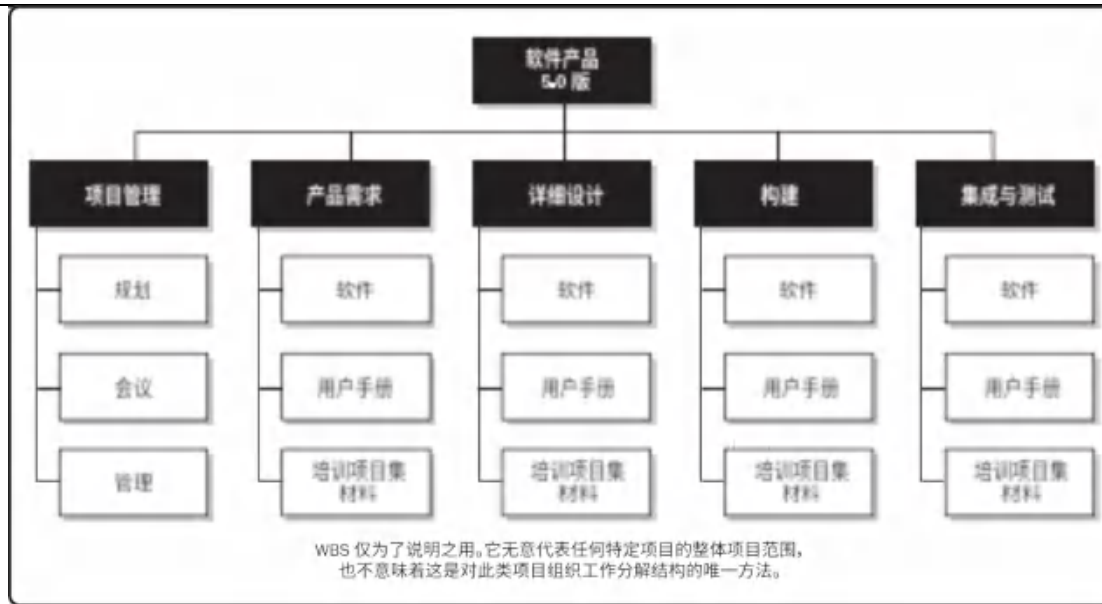 软件产品
5.0 版
项目管理
产品需求
详细设计
构建
集成与测试
规划
软件
软件
软件
软件
会议
用户手册
用户手册
用户手册
用户手册
管理
培训项目集
材料
培训项目集
材料
培训项目集
材料
培训项目集
材料
WBS 仅为了说明之用。它无意代表任何特定项目的整体项目范围，
也不意味着这是对此类项目组织工作分解结构的唯一方法。